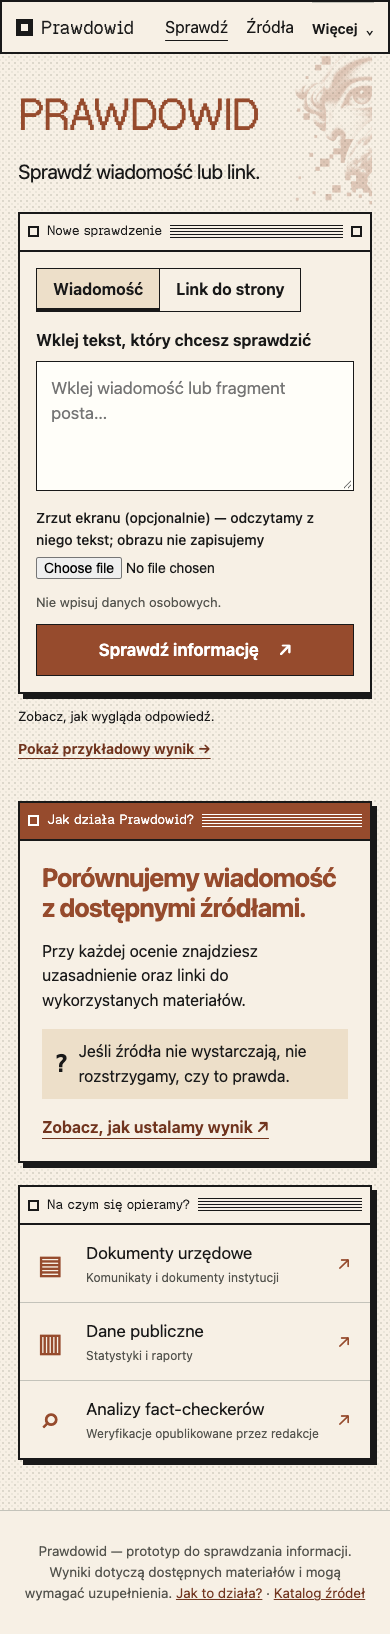 Prawdowid Sprawdź Źródła Więcej
PRAWDOWID
Sprawdź wiadomość lub link.
Nowe sprawdzenie
Wiadomość Link do strony
Wklej tekst, który chcesz sprawdzić
Wklej wiadomość lub fragment
posta...
Zrzut ekranu (opcjonalnie) — odczytamy z
niego tekst; obrazu nie zapisujemy
Choose file No file chosen
Nie wpisuj danych osobowych.
Sprawdź informację ↗
Zobacz, jak wygląda odpowiedź.
Pokaż przykładowy wynik →
Jak działa Prawdowid?
Porównujemy wiadomość
z dostępnymi źródłami.
Przy każdej ocenie znajdziesz
uzasadnienie oraz linki do
wykorzystanych materiałów.
? Jeśli źródła nie wystarczają, nie
rozstrzygamy, czy to prawda.
Zobacz, jak ustalamy wynik ↗
Na czym się opieramy?
Dokumenty urzędowe ↗
Komunikaty i dokumenty instytucji
Dane publiczne ↗
Statystyki i raporty
Analizy fact-checkerów ↗
Weryfikacje opublikowane przez redakcje
Prawdowid — prototyp do sprawdzania informacji.
Wyniki dotyczą dostępnych materiałów i mogą
wymagać uzupełnienia. Jak to działa? · Katalog źródeł